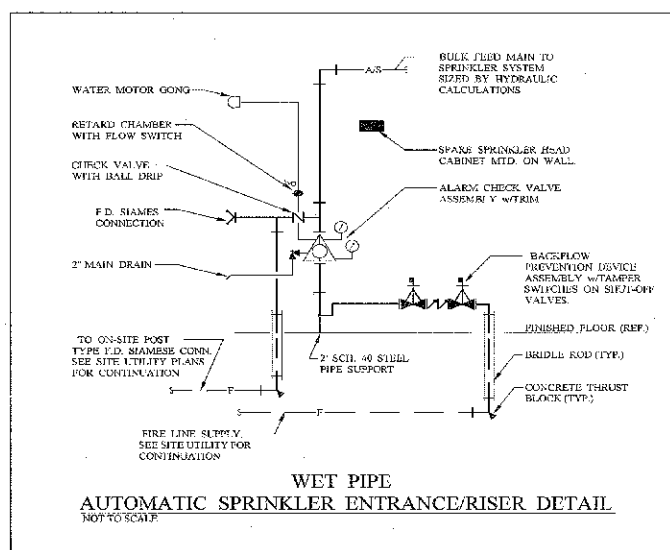 A/S
BULK FEED MAIN TO
SPRINKLER SYSTEM
SIZED BY HYDRAULIC
CALCULATIONS
WATER MOTOR GONG
RETARD CHAMBER
WITH FLOW SWITCH
SPARE SPRINKLER HEAD
CABINET MTD. ON WALL.
CHECK VALVE
WITH BALL DRIP
ALARM CHECK VALVE
ASSEMBLY w/TRIM.
F.D. SIAMES
CONNECTION
2" MAIN DRAIN
BACKFLOW
PREVENTION DEVICE
ASSEMBLY w/TAMPER
SWITCHES ON SHUT-OFF
VALVES.
FINISHED FLOOR (REF.)
TO ON-SITE POST
TYPE F.D. SIAMESE CONN.
SEE SITE UTILITY PLANS
FOR CONTINUATION
2" SCH. 40 STEEL
PIPE SUPPORT
BRIDLE ROD (TYP.)
CONCRETE THRUST
BLOCK (TYP.)
F
F
FIRE LINE SUPPLY.
SEE SITE UTILITY FOR
CONTINUATION
WET PIPE
AUTOMATIC SPRINKLER ENTRANCE/RISER DETAIL
NOT TO SCALE